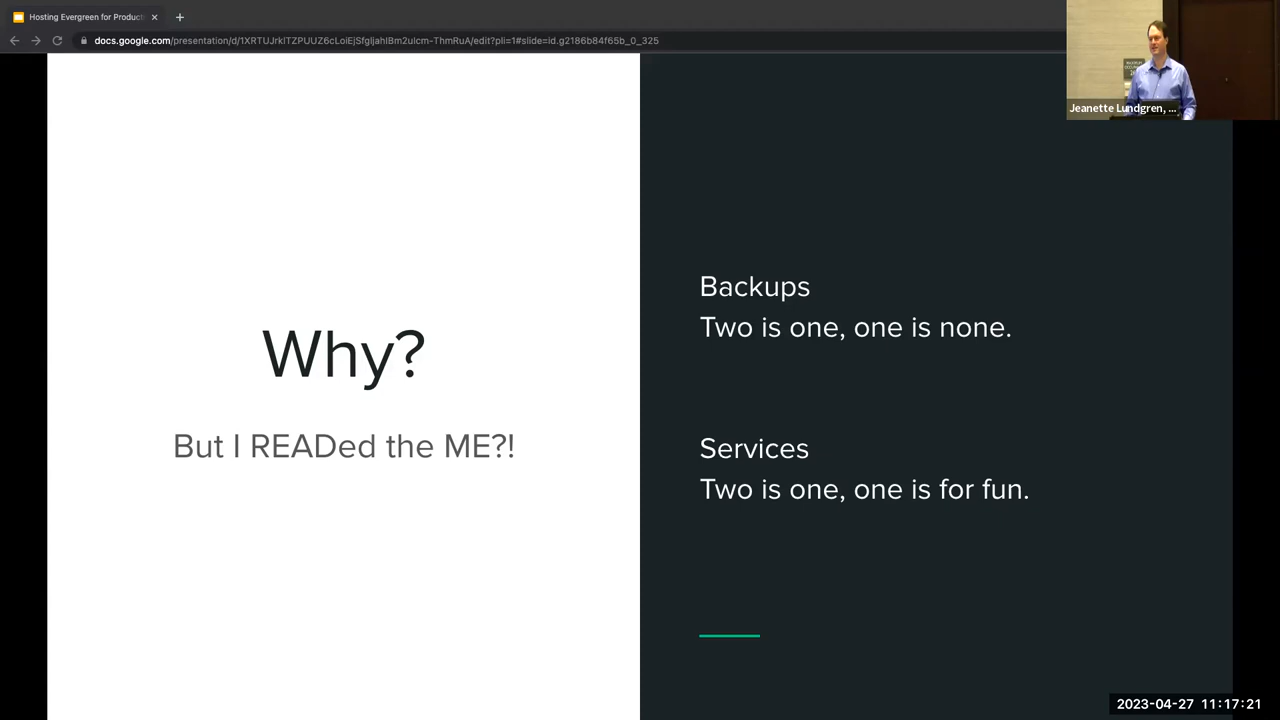 Hosting Evergreen for Product
docs.google.com/presentation/d/1XRTUJrklTZPUUZ6cLoiEjSfgljahIBm2ulcm-ThmRuA/edit?pli=1#slide=id.g2186b84f65b_0_325
Jeanette Lundgren, ...
Why?
But I READed the ME?!
Backups
Two is one, one is none.
Services
Two is one, one is for fun.
2023-04-27 11:17:21